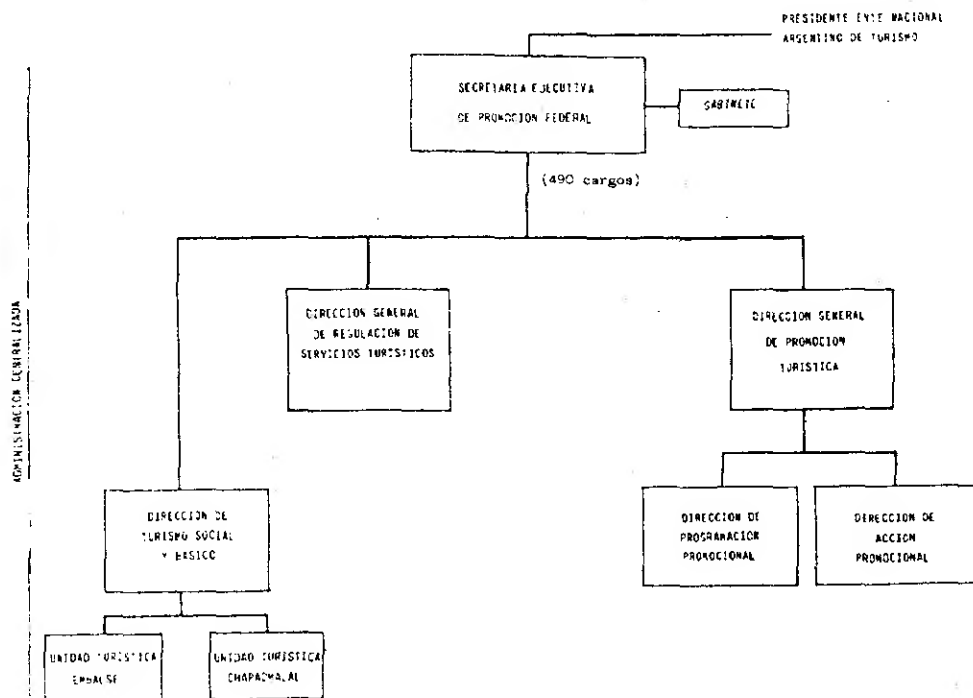 PRESIDENTE ENTE NACIONAL
ARGENTINO DE TURISMO
SECRETARIA EJECUTIVA
DE PROMOCION FEDERAL
GABINETE
(490 cargos)
ADMINISTRACION CENTRALIZADA
DIRECCION GENERAL
DE REGULACION DE
SERVICIOS TURISTICOS
DIRECCION GENERAL
DE PROMOCION
TURISTICA
DIRECCION DE
TURISMO SOCIAL
Y BASICO
DIRECCION DE
PROGRAMACION
PROMOCIONAL
DIRECCION DE
ACCION
PROMOCIONAL
UNIDAD TURISTICA
EMBALSE
UNIDAD TURISTICA
CHAPADMALAL